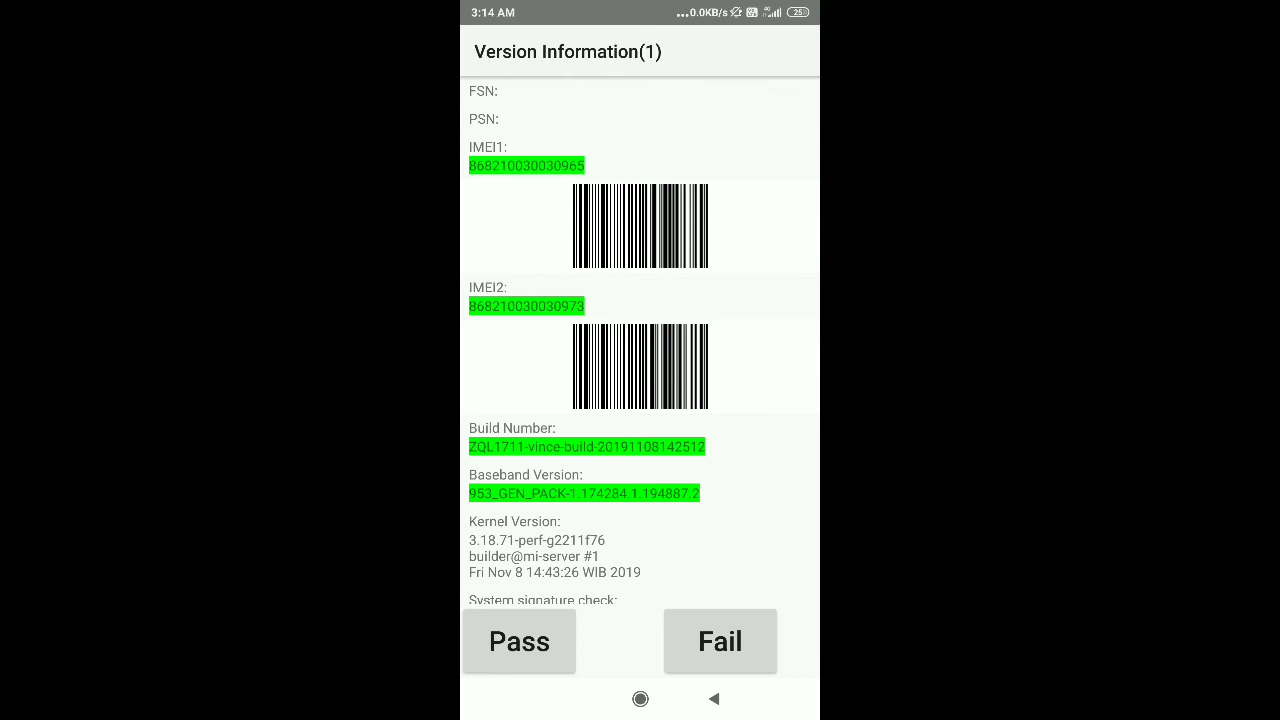 3:14 AM
...0.0KB/s 4G 25
Version Information(1)
FSN:
PSN:
IMEI1:
868210030030965
IMEI2:
868210030030973
Build Number:
ZQL1711-vince-build-20191108142512
Baseband Version:
953_GEN_PACK-1.174284.1.194887.2
Kernel Version:
3.18.71-perf-g2211f76
builder@mi-server #1
Fri Nov 8 14:43:26 WIB 2019
System signature check:
Pass Fail